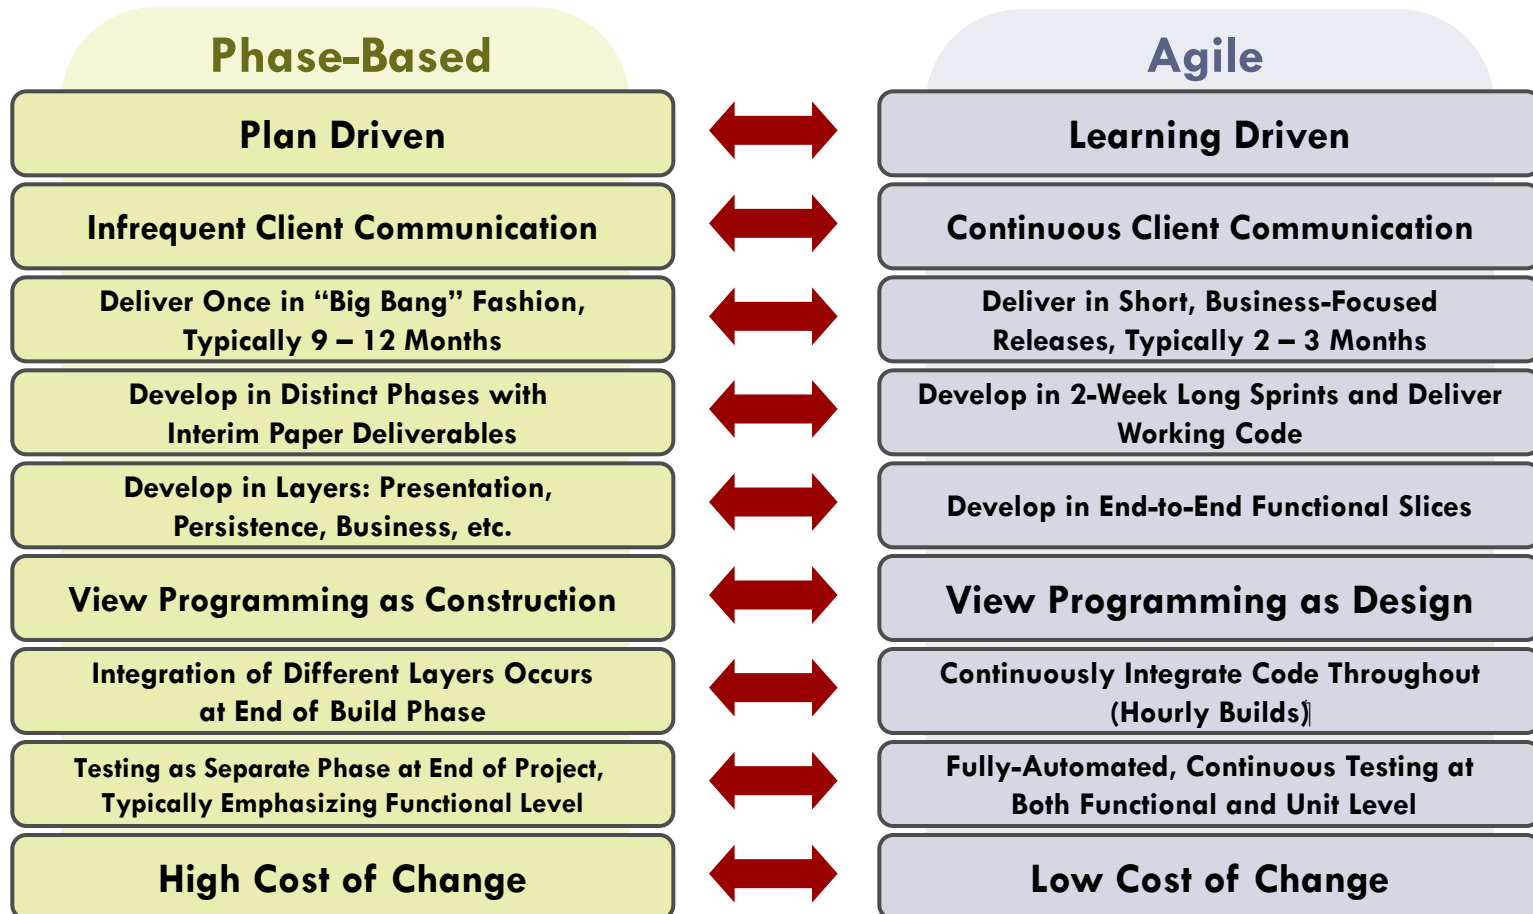 Phase-Based
Agile
Plan Driven
Learning Driven
Infrequent Client Communication
Continuous Client Communication
Deliver Once in “Big Bang” Fashion,
Typically 9 – 12 Months
Deliver in Short, Business-Focused
Releases, Typically 2 – 3 Months
Develop in Distinct Phases with
Interim Paper Deliverables
Develop in 2-Week Long Sprints and Deliver
Working Code
Develop in Layers: Presentation,
Persistence, Business, etc.
Develop in End-to-End Functional Slices
View Programming as Construction
View Programming as Design
Integration of Different Layers Occurs
at End of Build Phase
Continuously Integrate Code Throughout
(Hourly Builds)
Testing as Separate Phase at End of Project,
Typically Emphasizing Functional Level
Fully-Automated, Continuous Testing at
Both Functional and Unit Level
High Cost of Change
Low Cost of Change